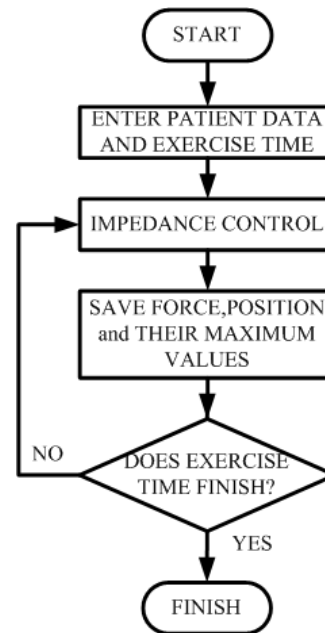 START
ENTER PATIENT DATA
AND EXERCISE TIME
IMPEDANCE CONTROL
SAVE FORCE,POSITION
and THEIR MAXIMUM
VALUES
DOES EXERCISE
TIME FINISH?
NO
YES
FINISH